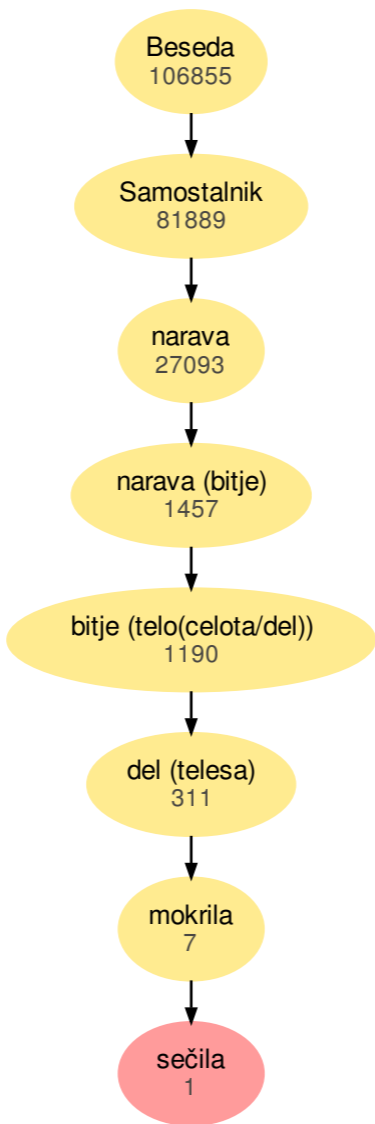 Beseda
106855
Samostalnik
81889
narava
27093
narava (bitje)
1457
bitje (telo(celota/del))
1190
del (telesa)
311
mokrila
7
sečila
1